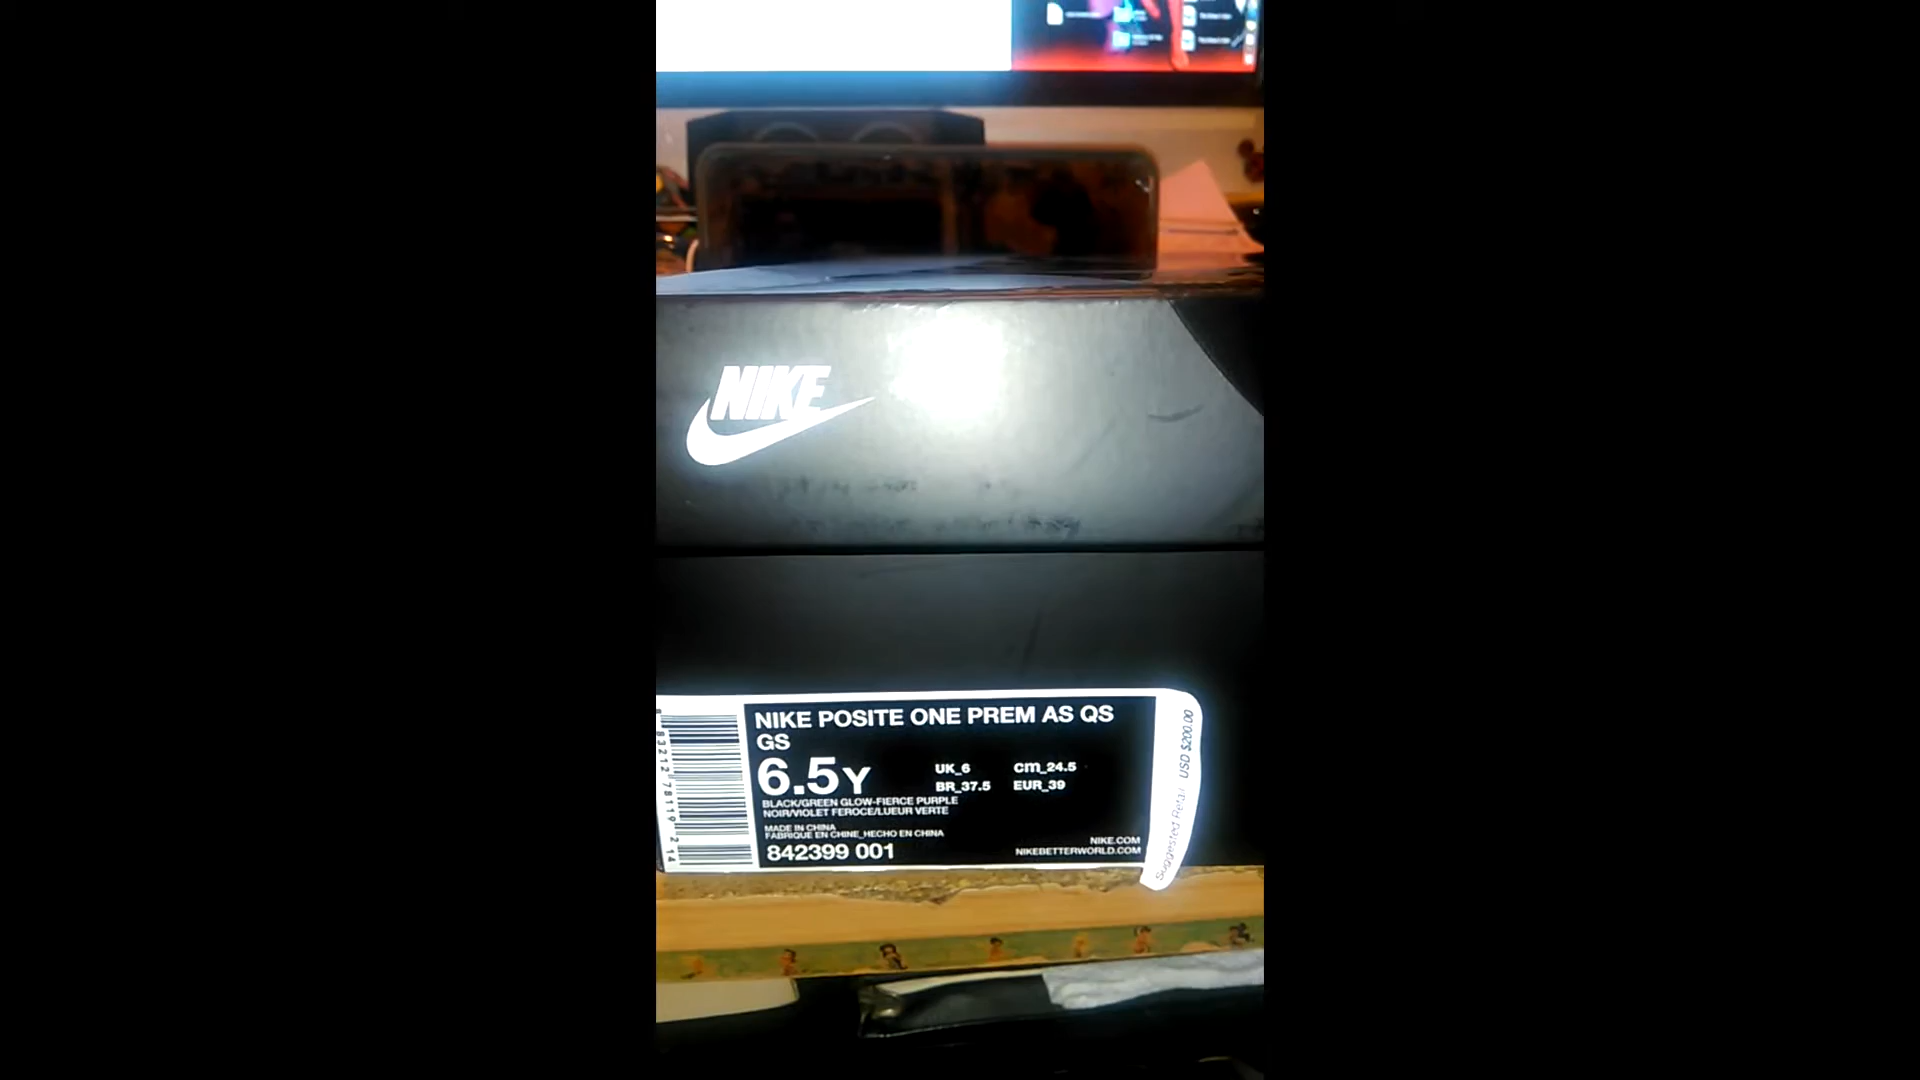 NIKE
NIKE POSITE ONE PREM AS QS
GS
6.5Y
UK_6 cm_24.5
BR_37.5 EUR_39
BLACK/GREEN GLOW-FIERCE PURPLE
NOIR/VIOLET FEROCE/LUEUR VERTE
MADE IN CHINA
FABRIQUE EN CHINE_HECHO EN CHINA
842399 001
NIKE.COM
NIKEBETTERWORLD.COM
Suggested Retail USD $200.00